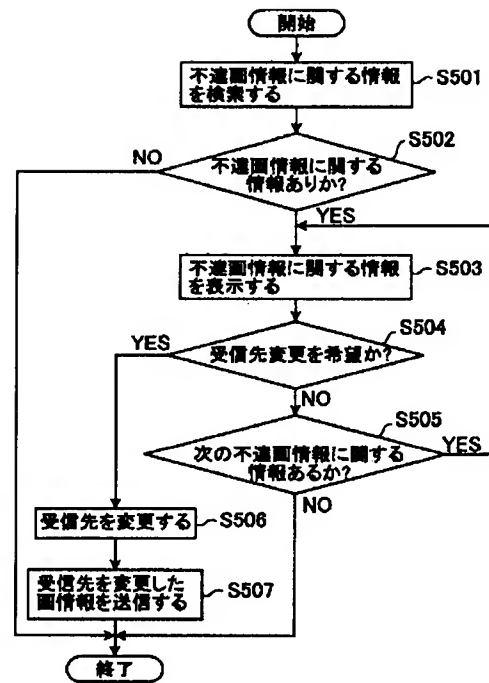 開始
不達画情報に関する情報
を検索する
S501
S502
NO
不達画情報に関する
情報ありか?
YES
不達画情報に関する情報
を表示する
S503
S504
YES
受信先変更を希望か?
NO
S505
次の不達画情報に関する
情報あるか?
YES
NO
受信先を変更する
S506
受信先を変更した
画情報を送信する
S507
終了